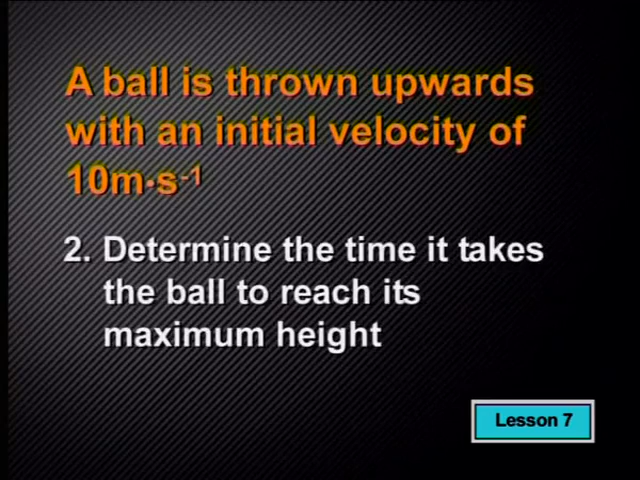 A ball is thrown upwards
with an initial velocity of
10m·s⁻¹
2. Determine the time it takes
the ball to reach its
maximum height
Lesson 7